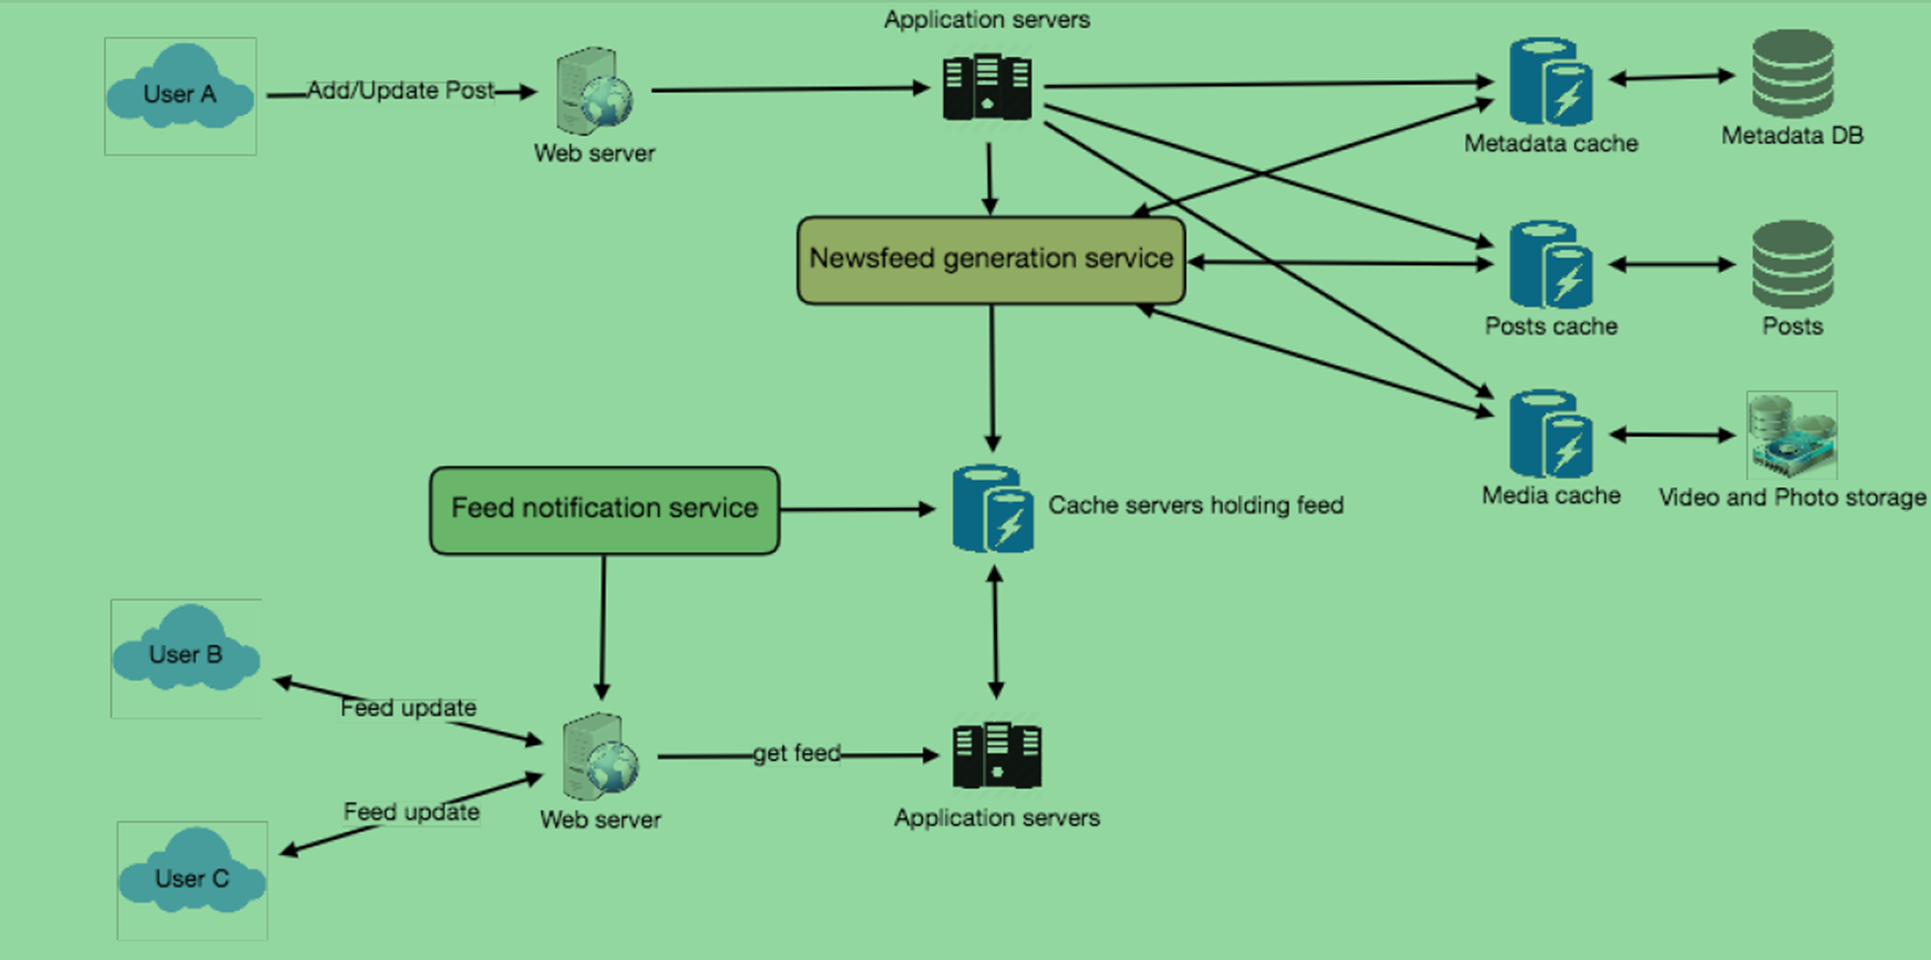 Application servers
User A
Add/Update Post
Web server
Metadata cache
Metadata DB
Newsfeed generation service
Posts cache
Posts
Media cache
Video and Photo storage
Feed notification service
Cache servers holding feed
User B
Feed update
get feed
Feed update
Web server
Application servers
User C